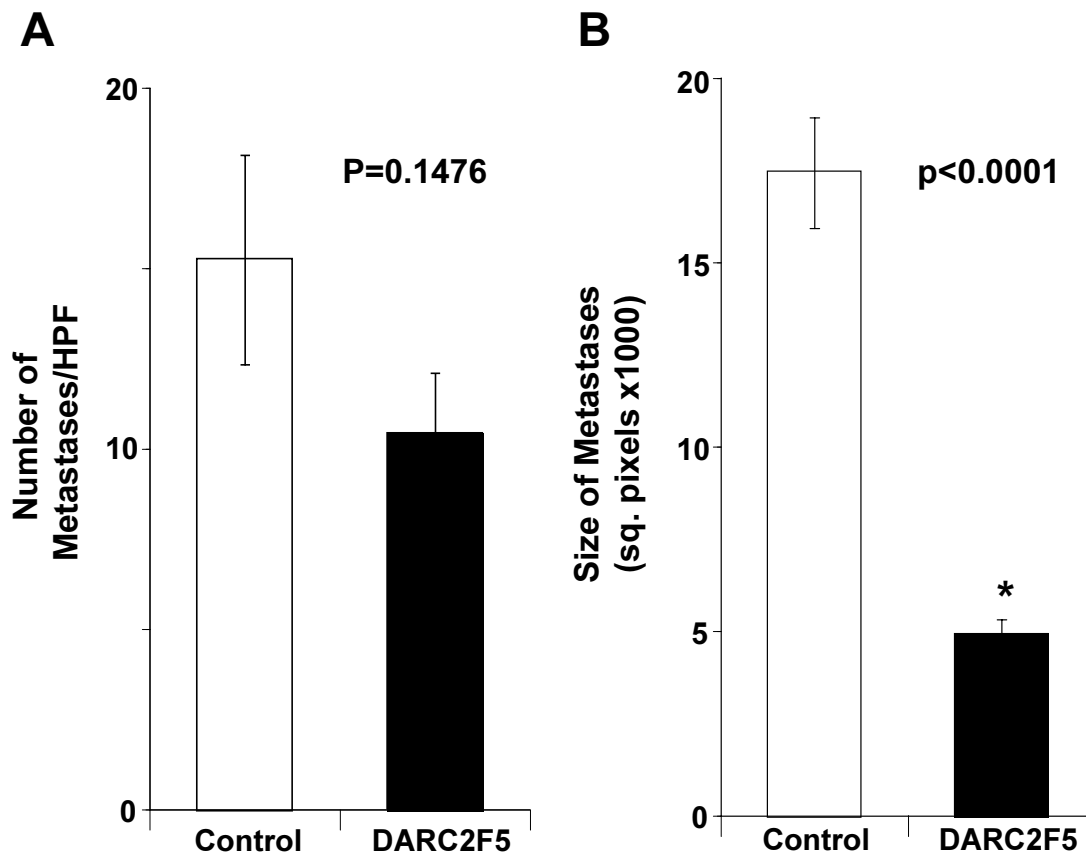 A
Number of
Metastases/HPF
20
10
0
P=0.1476
Control
DARC2F5
B
Size of Metastases
(sq. pixels x1000)
20
15
10
5
0
p<0.0001
*
Control
DARC2F5